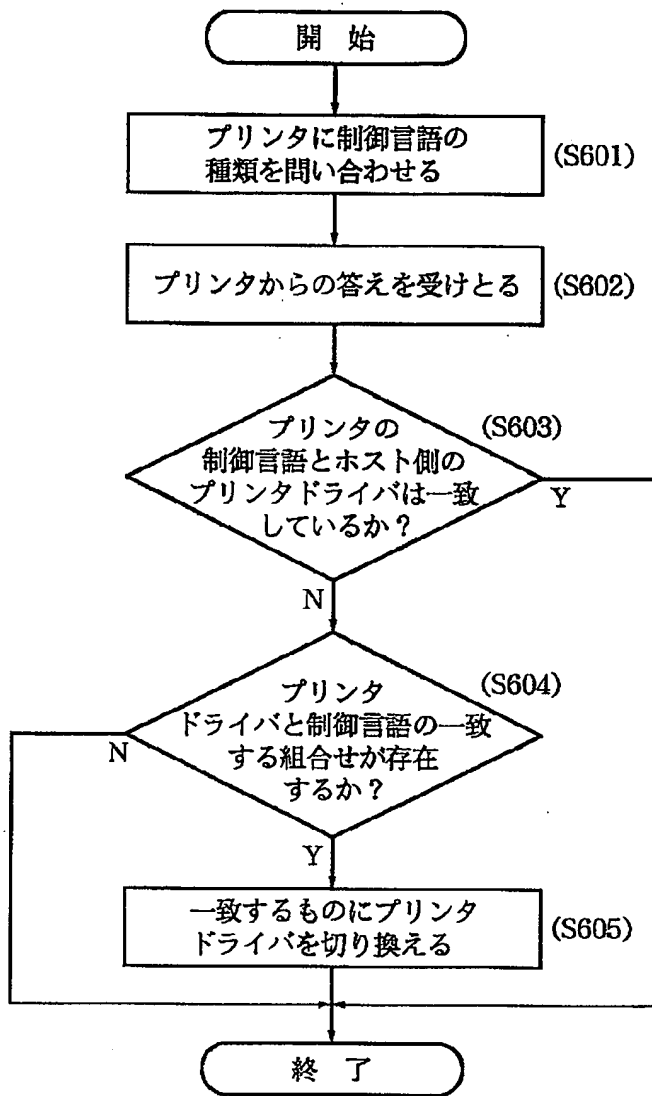 開 始
プリンタに制御言語の
種類を問い合わせる
(S601)
プリンタからの答えを受けとる
(S602)
プリンタの
制御言語とホスト側の
プリンタドライバは一致
しているか？
(S603)
Y
N
プリンタ
ドライバと制御言語の一致
する組合せが存在
するか？
(S604)
N
Y
一致するものにプリンタ
ドライバを切り換える
(S605)
終 了